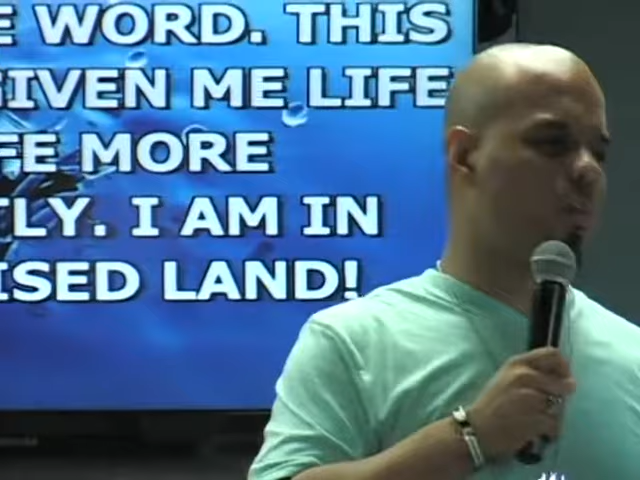 E WORD. THIS
GIVEN ME LIFE
FE MORE
TLY. I AM IN
ISED LAND!